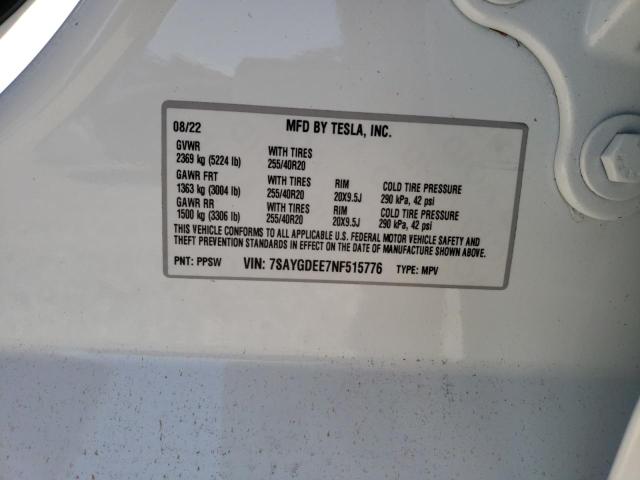 08/22 MFD BY TESLA, INC.
GVWR WITH TIRES
2369 kg (5224 lb) 255/40R20
GAWR FRT WITH TIRES RIM COLD TIRE PRESSURE
1363 kg (3004 lb) 255/40R20 20X9.5J 290 kPa, 42 psi
GAWR RR WITH TIRES RIM COLD TIRE PRESSURE
1500 kg (3306 lb) 255/40R20 20X9.5J 290 kPa, 42 psi
THIS VEHICLE CONFORMS TO ALL APPLICABLE U.S. FEDERAL MOTOR VEHICLE SAFETY AND
THEFT PREVENTION STANDARDS IN EFFECT ON THE DATE OF MANUFACTURE SHOWN ABOVE.
PNT: PPSW VIN: 7SAYGDEE7NF515776 TYPE: MPV